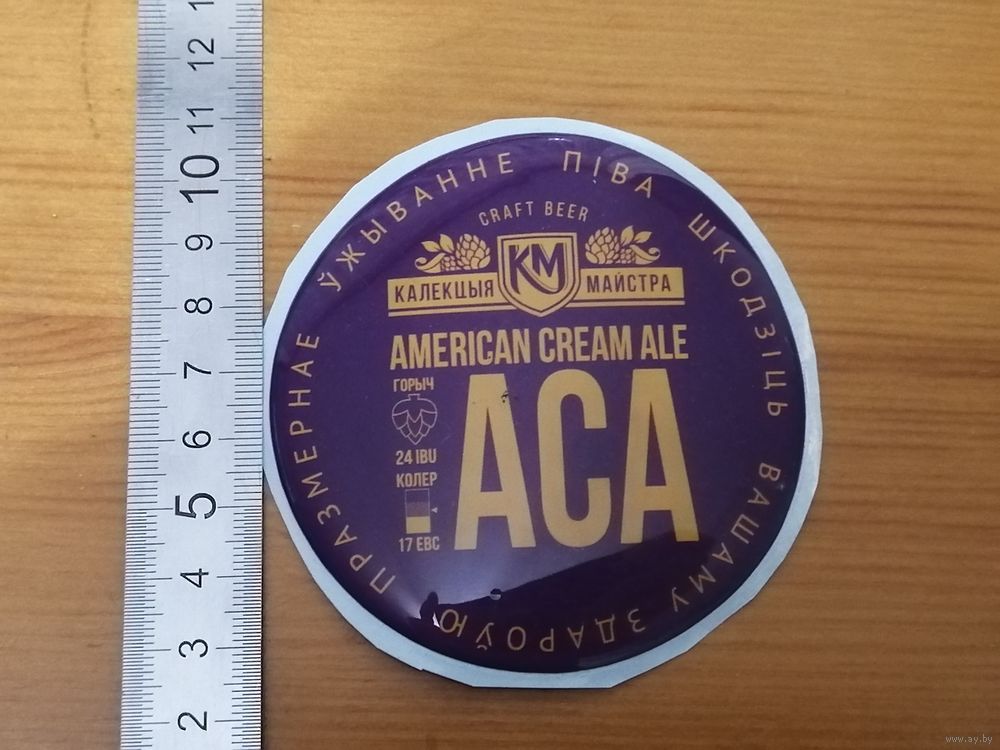 ПРАЗМЕРНАЕ ЎЖЫВАННЕ ПІВА ШКОДЗІЦЬ ВАШАМУ ЗДАРОЎЮ
CRAFT BEER
KM
КАЛЕКЦЫЯ МАЙСТРА
AMERICAN CREAM ALE
ACA
ГОРЫЧ
24 IBU
КОЛЕР
17 EBC
12
11
10
9
8
7
6
5
4
3
2
www.ay.by